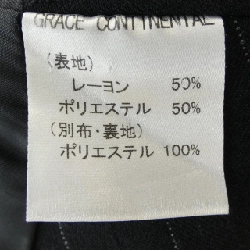 GRACE CONTINENTAL
(表地)
レーヨン 50%
ポリエステル 50%
(別布・裏地)
ポリエステル 100%